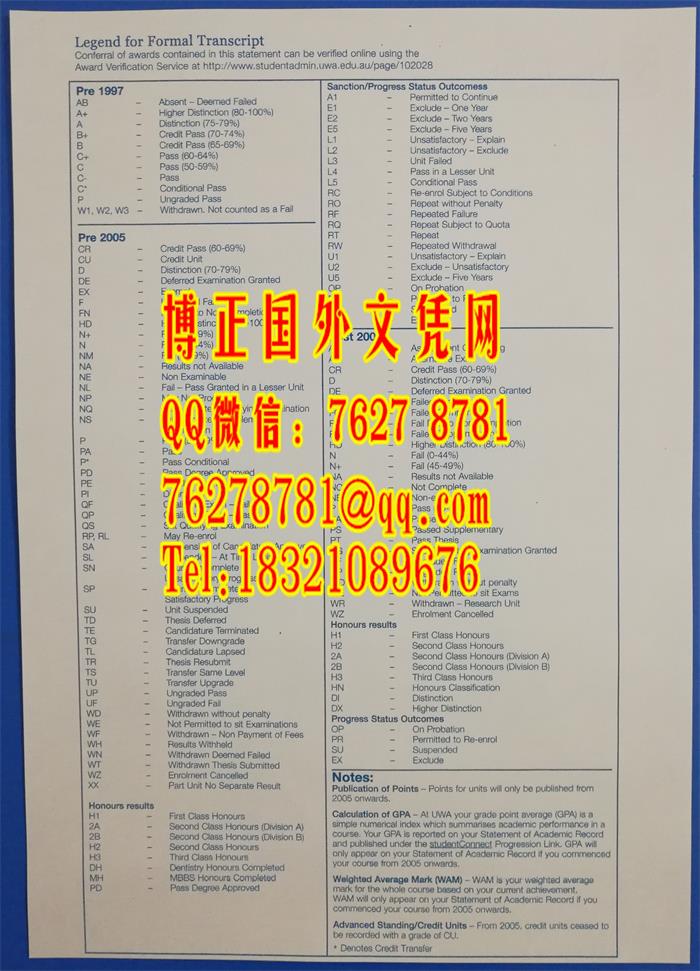 Legend for Formal Transcript
Conferral of awards contained in this statement can be verified online using the
Award Verification Service at http://www.studentadmin.uwa.edu.au/page/102028
Pre 1997
AB – Absent – Deemed Failed
A+ – Higher Distinction (80-100%)
A – Distinction (75-79%)
B+ – Credit Pass (70-74%)
B – Credit Pass (65-69%)
C+ – Pass (60-64%)
C – Pass (50-59%)
C- – Pass
C* – Conditional Pass
P – Ungraded Pass
W1, W2, W3 – Withdrawn. Not counted as a Fail
Pre 2005
CR – Credit Pass (60-69%)
CU – Credit Unit
D – Distinction (70-79%)
DE – Deferred Examination Granted
EX –
F –
FN –
HD –
N+ –
N –
NM –
NA – Results not Available
NE – Non Examinable
NL – Fail – Pass Granted in a Lesser Unit
NP –
NQ –
NS –
P –
PA –
P* – Pass Conditional
PD – Pass Degree Approved
PE
PI
QF
QP
QS
RP, RL – May Re-enrol
SA
SL
SN
SP
Satisfactory Progress
SU – Unit Suspended
TD – Thesis Deferred
TE – Candidature Terminated
TG – Transfer Downgrade
TL – Candidature Lapsed
TR – Thesis Resubmit
TS – Transfer Same Level
TU – Transfer Upgrade
UP – Ungraded Pass
UF – Ungraded Fail
WD – Withdrawn without penalty
WE – Not Permitted to sit Examinations
WF – Withdrawn – Non Payment of Fees
WH – Results Withheld
WN – Withdrawn Deemed Failed
WT – Withdrawn Thesis Submitted
WZ – Enrolment Cancelled
XX – Part Unit No Separate Result
Honours results
H1 – First Class Honours
2A – Second Class Honours (Division A)
2B – Second Class Honours (Division B)
H2 – Second Class Honours
H3 – Third Class Honours
DH – Dentistry Honours Completed
MH – MBBS Honours Completed
PD – Pass Degree Approved
Sanction/Progress Status Outcomess
A1 – Permitted to Continue
E1 – Exclude – One Year
E2 – Exclude – Two Years
E5 – Exclude – Five Years
L1 – Unsatisfactory – Explain
L2 – Unsatisfactory – Exclude
L3 – Unit Failed
L4 – Pass in a Lesser Unit
L5 – Conditional Pass
RC – Re-enrol Subject to Conditions
RO – Repeat without Penalty
RF – Repeated Failure
RQ – Repeat Subject to Quota
RT – Repeat
RW – Repeated Withdrawal
U1 – Unsatisfactory – Explain
U2 – Exclude – Unsatisfactory
U5 – Exclude – Five Years
OP – On Probation
CR – Credit Pass (60-69%)
D – Distinction (70-79%)
DE – Deferred Examination Granted
Higher Distinction (80-100%)
N – Fail (0-44%)
N+ – Fail (45-49%)
Results not Available
Not Complete
Passed Supplementary
Pass Thesis
WR – Withdrawn – Research Unit
WZ – Enrolment Cancelled
Honours results
H1 – First Class Honours
H2 – Second Class Honours
2A – Second Class Honours (Division A)
2B – Second Class Honours (Division B)
H3 – Third Class Honours
HN – Honours Classification
DI – Distinction
DX – Higher Distinction
Progress Status Outcomes
OP – On Probation
PR – Permitted to Re-enrol
SU – Suspended
EX – Exclude
Notes:
Publication of Points – Points for units will only be published from
2005 onwards.
Calculation of GPA – At UWA your grade point average (GPA) is a
simple numerical index which summarises academic performance in a
course. Your GPA is reported on your Statement of Academic Record
and published under the studentConnect Progression Link. GPA will
only appear on your Statement of Academic Record if you commenced
your course from 2005 onwards.
Weighted Average Mark (WAM) – WAM is your weighted average
mark for the whole course based on your current achievement.
WAM will only appear on your Statement of Academic Record if you
commenced your course from 2005 onwards.
Advanced Standing/Credit Units – From 2005, credit units ceased to
be recorded with a grade of CU.
* Denotes Credit Transfer
博正国外文凭网
QQ微信：7627 8781
76278781@qq.com
Tel:18321089676